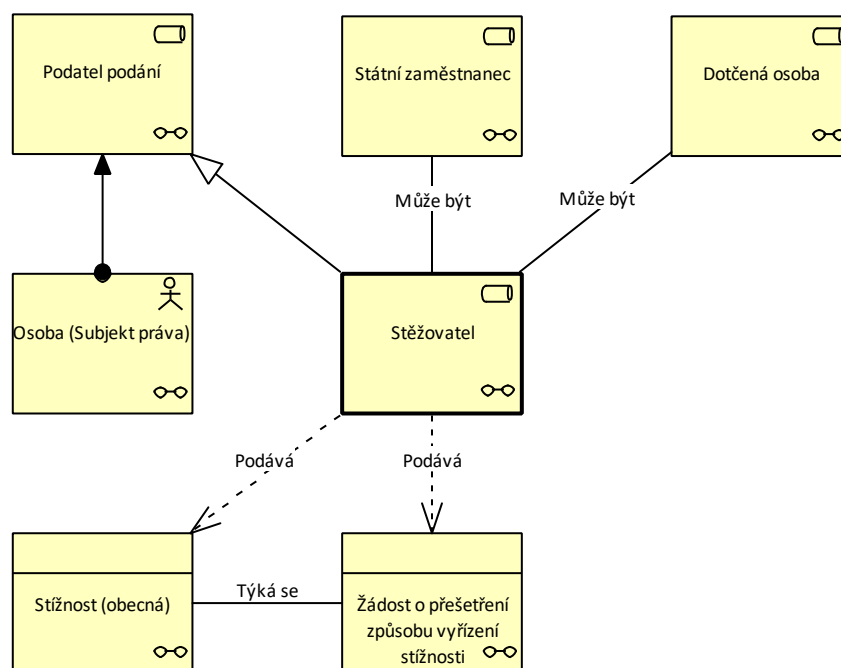 Podatel podání
Státní zaměstnanec
Dotčená osoba
Může být
Může být
Osoba (Subjekt práva)
Stěžovatel
Podává
Podává
Stížnost (obecná)
Týká se
Žádost o přešetření
způsobu vyřízení
stížnosti